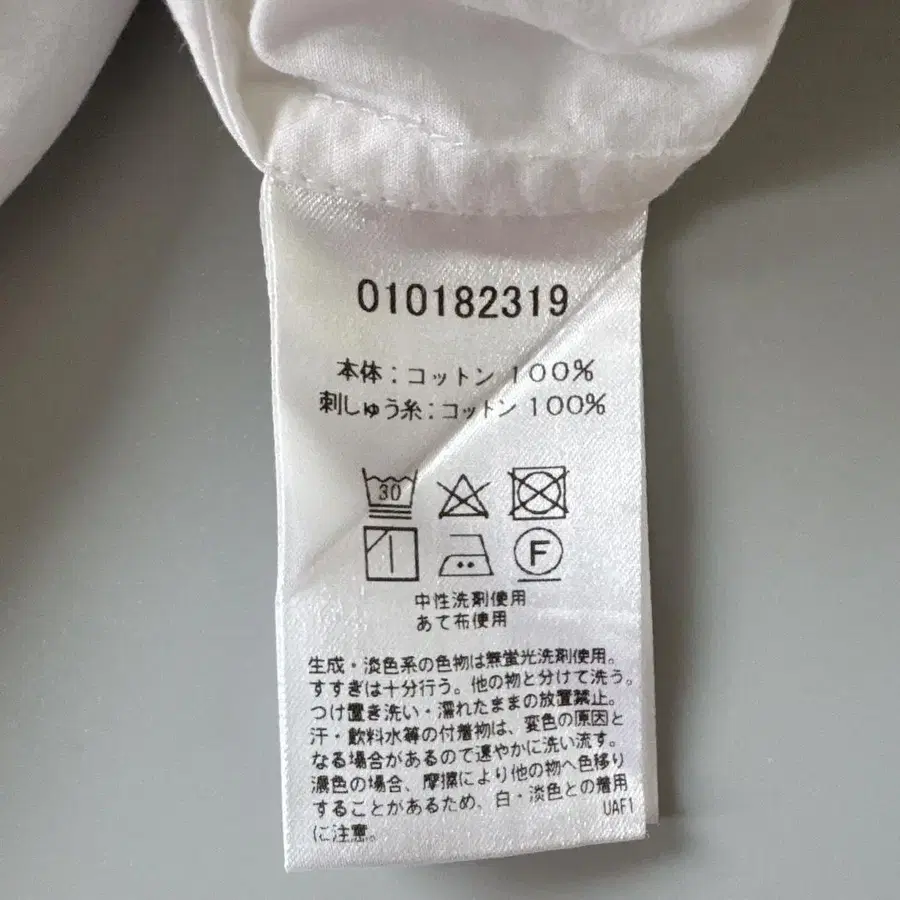 010182319
本体:コットン 100%
刺しゅう糸:コットン 100%
30
F
中性洗剤使用
あて布使用
生成・淡色系の色物は無蛍光洗剤使用。
すすぎは十分行う。他の物と分けて洗う。
つけ置き洗い・濡れたままの放置禁止。
汗・飲料水等の付着物は、変色の原因と
なる場合があるので速やかに洗い流す。
濃色の場合、摩擦により他の物へ色移り
することがあるため、白・淡色との着用
に注意。
UAF1